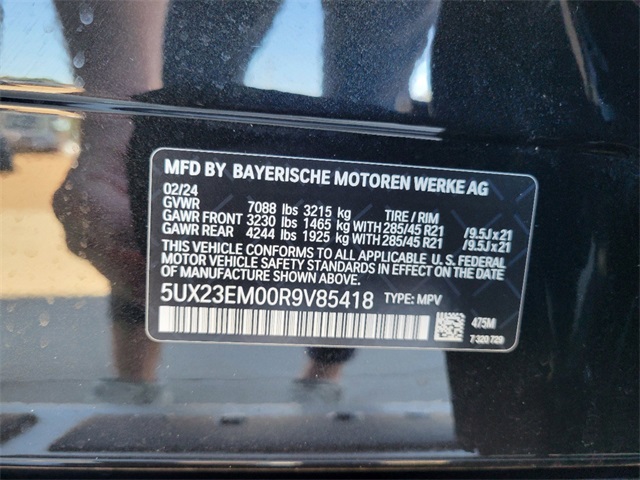 MFD BY BAYERISCHE MOTOREN WERKE AG
02/24
GVWR 7088 lbs 3215 kg TIRE / RIM
GAWR FRONT 3230 lbs 1465 kg WITH 285/45 R21 /9.5J x 21
GAWR REAR 4244 lbs 1925 kg WITH 285/45 R21 /9.5J x 21
THIS VEHICLE CONFORMS TO ALL APPLICABLE U. S. FEDERAL
MOTOR VEHICLE SAFETY STANDARDS IN EFFECT ON THE DATE OF
MANUFACTURE SHOWN ABOVE.
5UX23EM00R9V85418 TYPE: MPV
475M
7 320 729